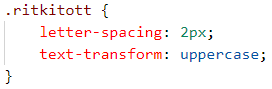 .ritkitott {
    letter-spacing: 2px;
    text-transform: uppercase;
}